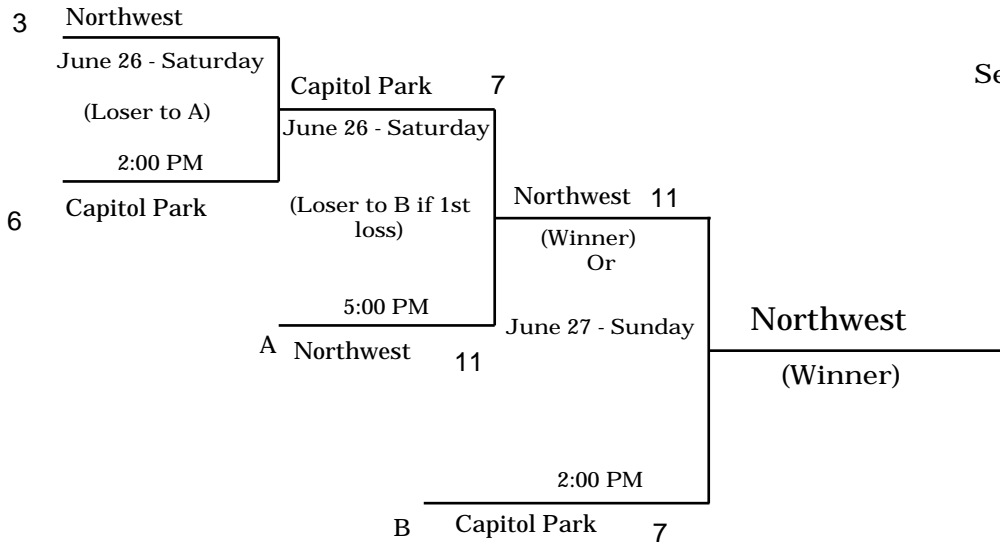 3 Northwest
June 26 - Saturday
(Loser to A)
2:00 PM
6 Capitol Park
Capitol Park 7
June 26 - Saturday
(Loser to B if 1st
loss)
5:00 PM
A Northwest 11
Northwest 11
(Winner)
Or
June 27 - Sunday
2:00 PM
B Capitol Park 7
Northwest
(Winner)
Se